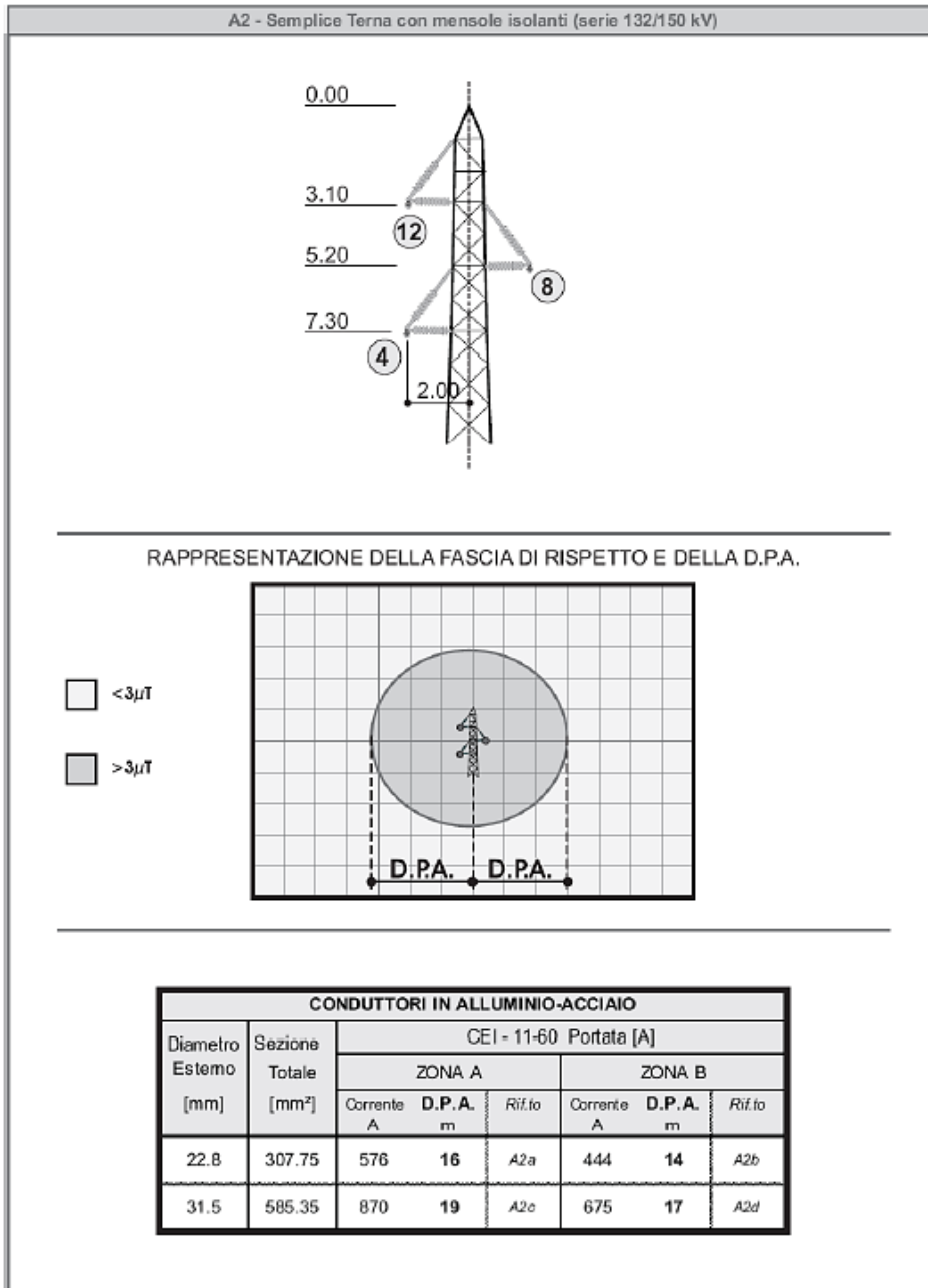 A2 - Semplice Terna con mensole isolanti (serie 132/150 kV)
0.00
3.10
12
5.20
8
7.30
4
2.00
RAPPRESENTAZIONE DELLA FASCIA DI RISPETTO E DELLA D.P.A.
<3μT
>3μT
D.P.A. D.P.A.
CONDUTTORI IN ALLUMINIO-ACCIAIO
Diametro Esterno [mm] Sezione Totale [mm²] CEI - 11-60 Portata [A]
ZONA A ZONA B
Corrente A D.P.A. m Rif.to Corrente A D.P.A. m Rif.to
22.8 307.75 576 16 A2a 444 14 A2b
31.5 585.35 870 19 A2c 675 17 A2d